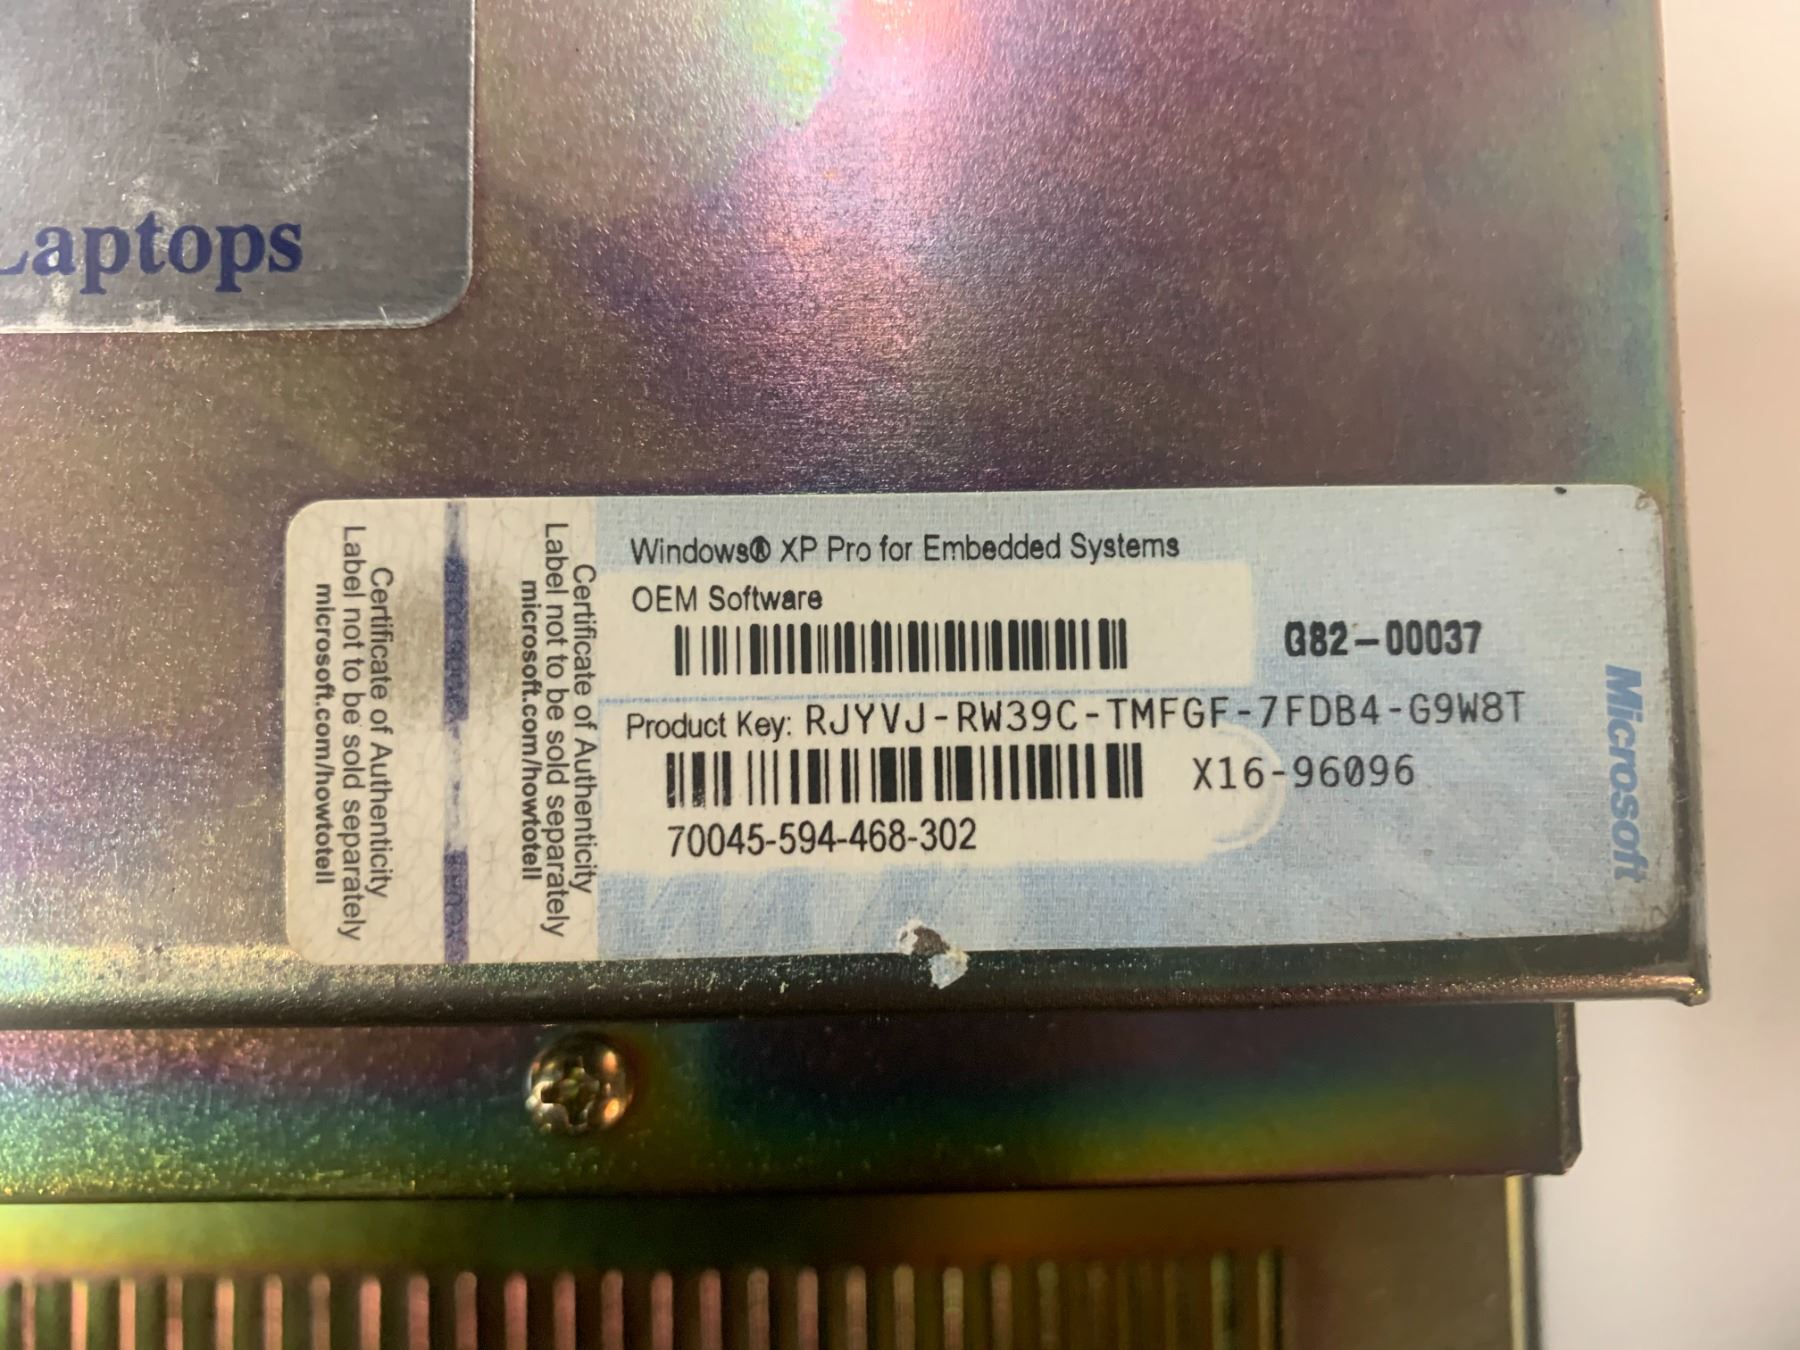 Laptops
Certificate of Authenticity
Label not to be sold separately
microsoft.com/howtotell
Certificate of Authenticity
Label not to be sold separately
microsoft.com/howtotell
Windows® XP Pro for Embedded Systems
OEM Software
G82-00037
Product Key: RJYVJ-RW39C-TMFGF-7FDB4-G9W8T
X16-96096
70045-594-468-302
Microsoft